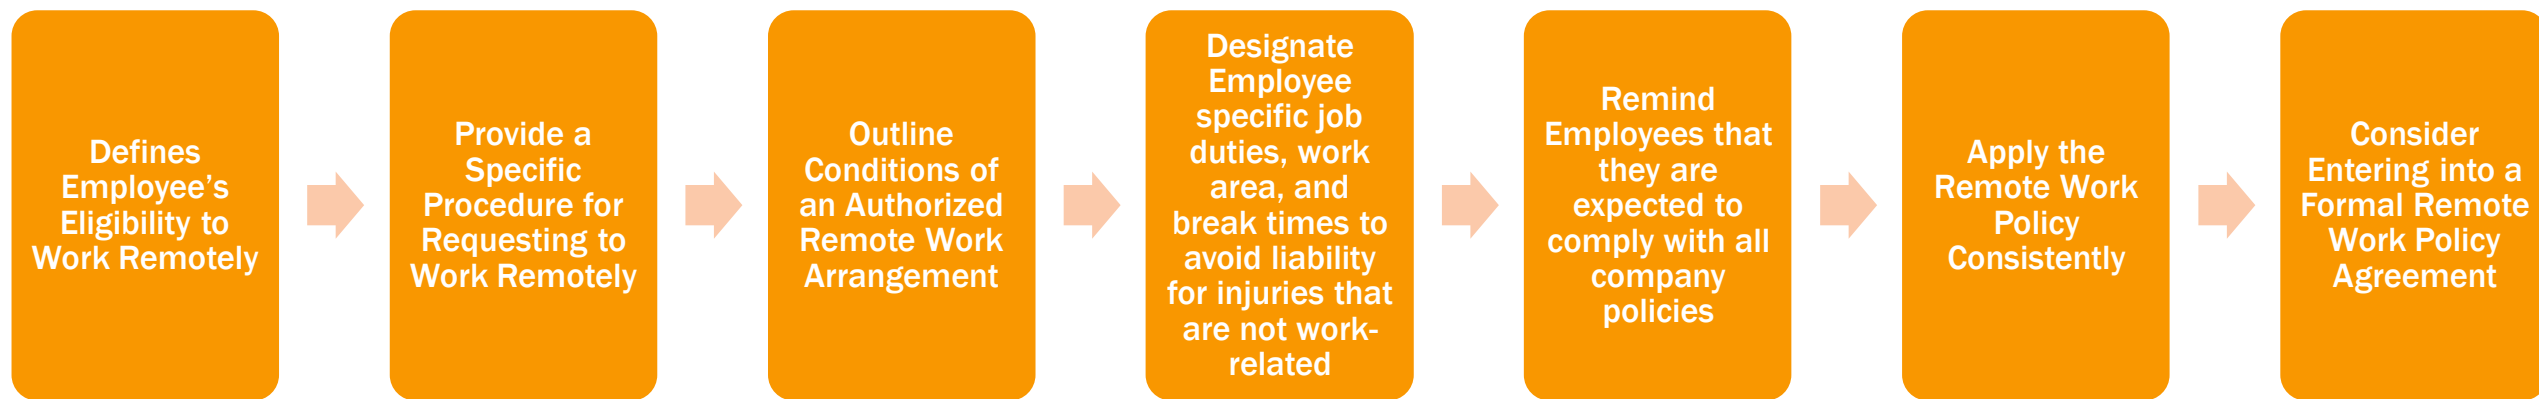 Defines
Employee's
Eligibility to
Work Remotely
Provide a
Specific
Procedure for
Requesting to
Work Remotely
Outline
Conditions of
an Authorized
Remote Work
Arrangement
Designate
Employee
specific job
duties, work
area, and
break times to
avoid liability
for injuries that
are not work-
related
Remind
Employees that
they are
expected to
comply with all
company
policies
Apply the
Remote Work
Policy
Consistently
Consider
Entering into a
Formal Remote
Work Policy
Agreement